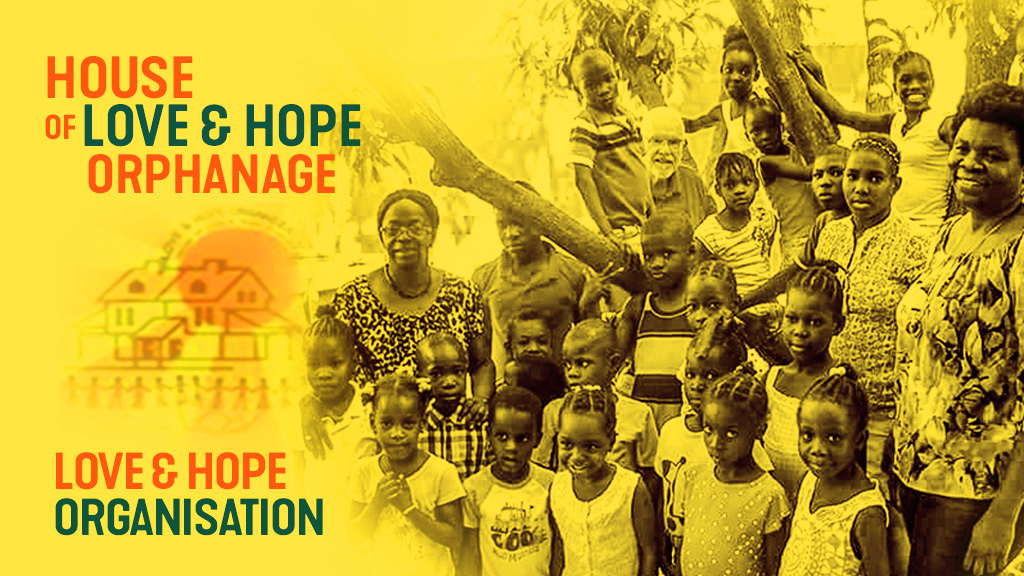 HOUSE
OF LOVE & HOPE
ORPHANAGE
LOVE & HOPE
ORGANISATION